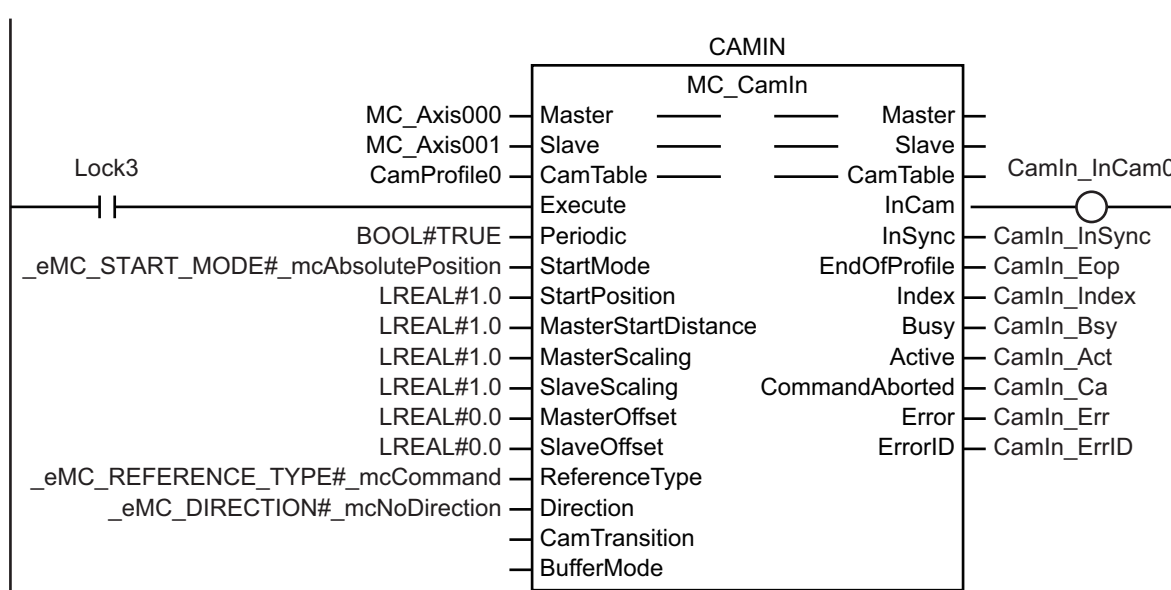 CAMIN
MC_CamIn
MC_Axis000 Master Master
MC_Axis001 Slave Slave
Lock3 CamProfile0 CamTable CamTable CamIn_InCam0
Execute InCam
BOOL#TRUE Periodic InSync CamIn_InSync
_eMC_START_MODE#_mcAbsolutePosition StartMode EndOfProfile CamIn_Eop
LREAL#1.0 StartPosition Index CamIn_Index
LREAL#1.0 MasterStartDistance Busy CamIn_Bsy
LREAL#1.0 MasterScaling Active CamIn_Act
LREAL#1.0 SlaveScaling CommandAborted CamIn_Ca
LREAL#0.0 MasterOffset Error CamIn_Err
LREAL#0.0 SlaveOffset ErrorID CamIn_ErrID
_eMC_REFERENCE_TYPE#_mcCommand ReferenceType
_eMC_DIRECTION#_mcNoDirection Direction
CamTransition
BufferMode